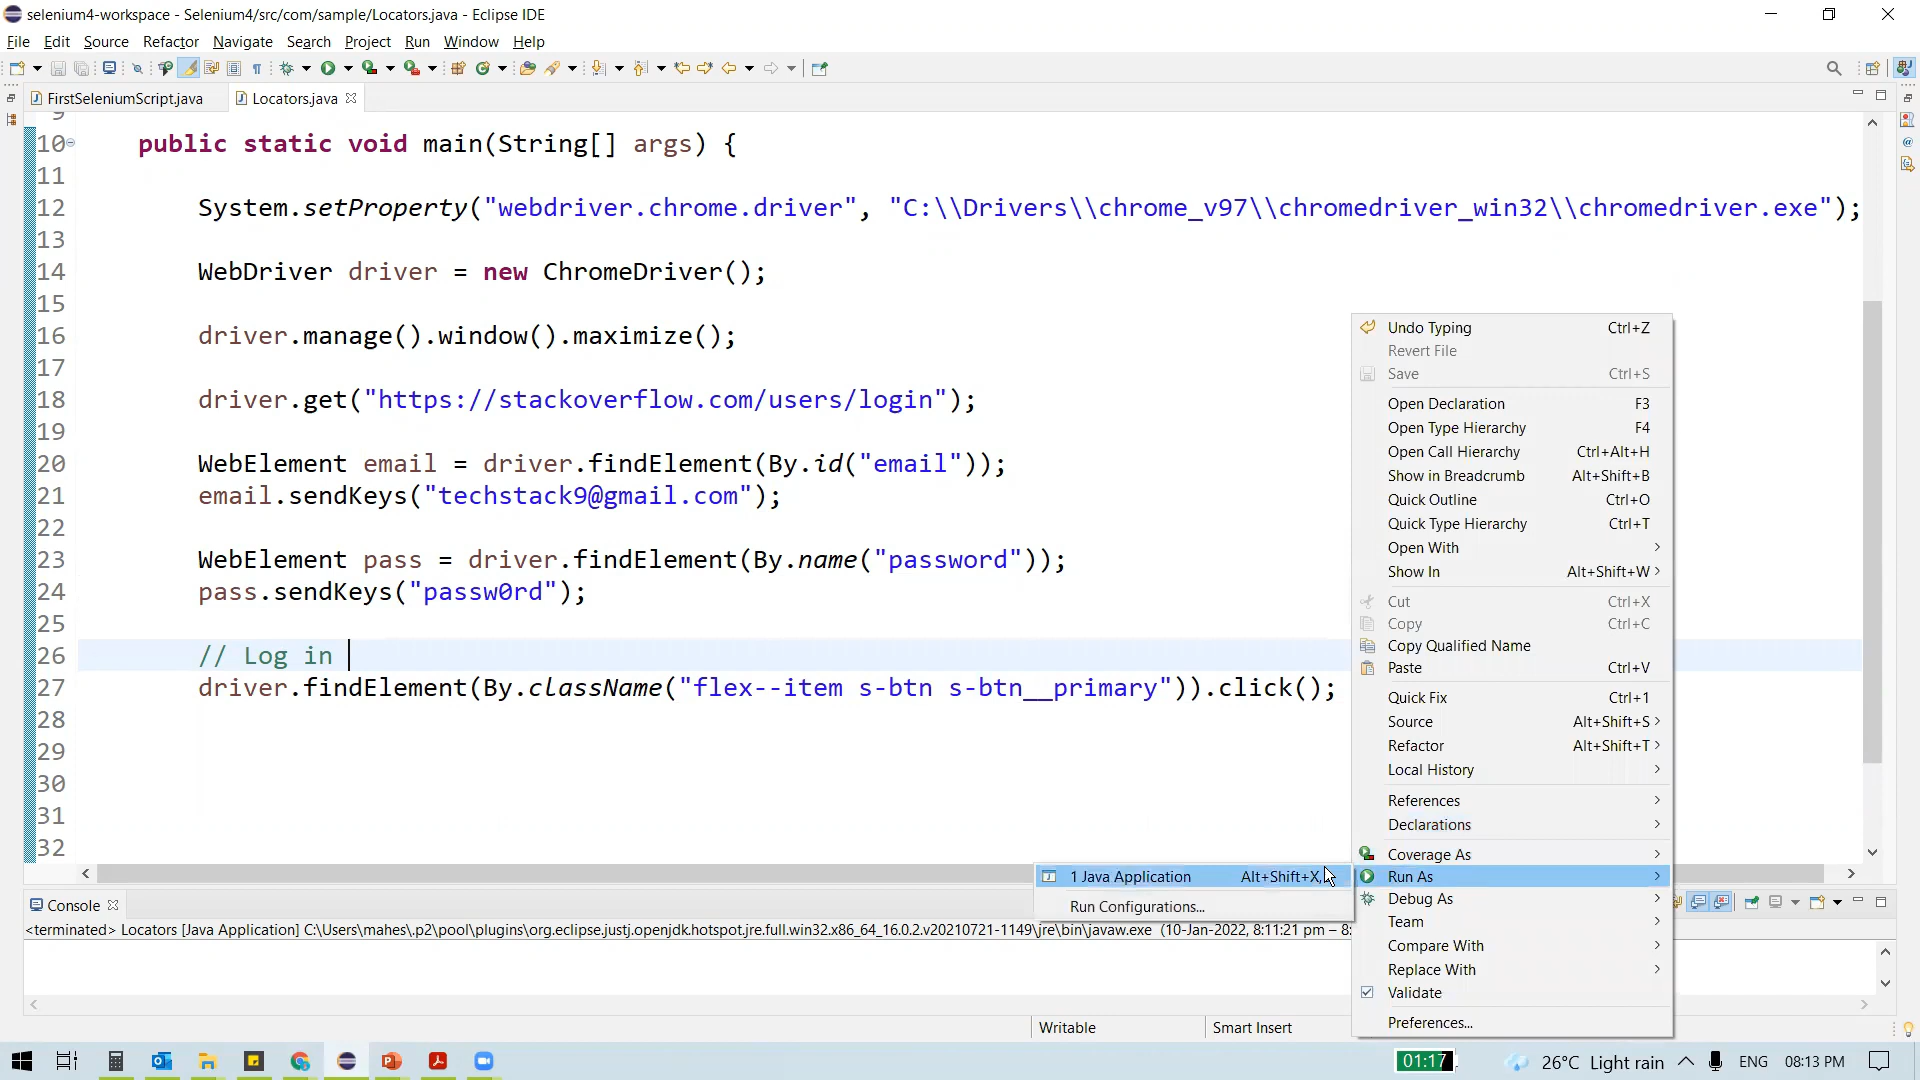 selenium4-workspace - Selenium4/src/com/sample/Locators.java - Eclipse IDE
File Edit Source Refactor Navigate Search Project Run Window Help
FirstSeleniumScript.java Locators.java
10 public static void main(String[] args) {
11
12 System.setProperty("webdriver.chrome.driver", "C:\\Drivers\\chrome_v97\\chromedriver_win32\\chromedriver.exe");
13
14 WebDriver driver = new ChromeDriver();
15
16 driver.manage().window().maximize();
17
18 driver.get("https://stackoverflow.com/users/login");
19
20 WebElement email = driver.findElement(By.id("email"));
21 email.sendKeys("techstack9@gmail.com");
22
23 WebElement pass = driver.findElement(By.name("password"));
24 pass.sendKeys("passw0rd");
25
26 // Log in
27 driver.findElement(By.className("flex--item s-btn s-btn__primary")).click();
28
29
30
31
32
Undo Typing Ctrl+Z
Revert File
Save Ctrl+S
Open Declaration F3
Open Type Hierarchy F4
Open Call Hierarchy Ctrl+Alt+H
Show in Breadcrumb Alt+Shift+B
Quick Outline Ctrl+O
Quick Type Hierarchy Ctrl+T
Open With
Show In Alt+Shift+W
Cut Ctrl+X
Copy Ctrl+C
Copy Qualified Name
Paste Ctrl+V
Quick Fix Ctrl+1
Source Alt+Shift+S
Refactor Alt+Shift+T
Local History
References
Declarations
Coverage As
Run As
Debug As
Team
Compare With
Replace With
Validate
Preferences...
1 Java Application Alt+Shift+X,
Run Configurations...
Console
<terminated> Locators [Java Application] C:\Users\mahes\.p2\pool\plugins\org.eclipse.justj.openjdk.hotspot.jre.full.win32.x86_64_16.0.2.v20210721-1149\jre\bin\javaw.exe (10-Jan-2022, 8:11:21 pm – 8:
Writable Smart Insert
01:17 26°C Light rain ENG 08:13 PM